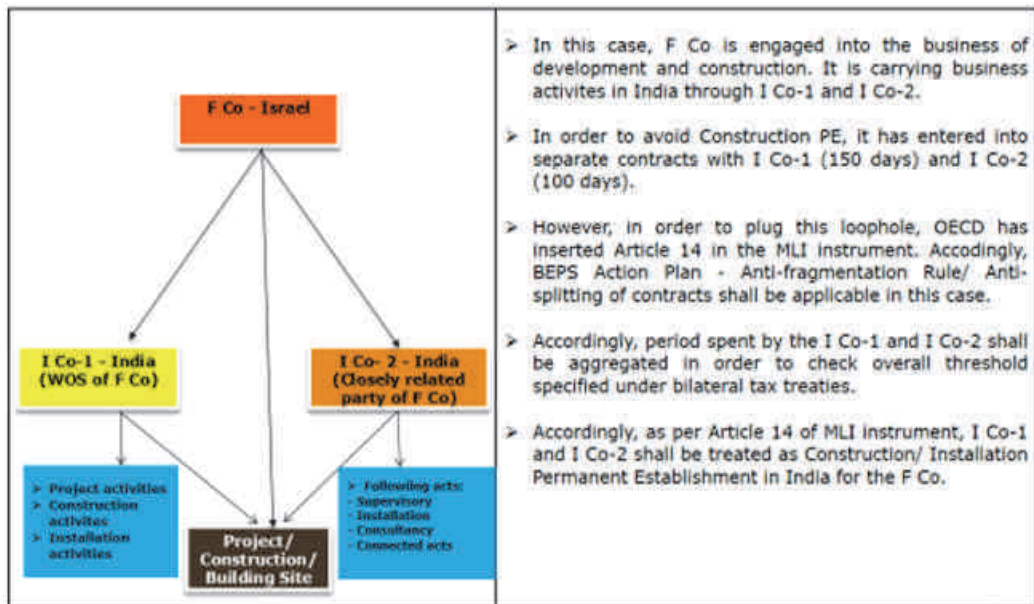 F Co - Israel
I Co-1 - India
(WOS of F Co)
I Co- 2 - India
(Closely related
party of F Co)
➤ Project activities
➤ Construction
activites
➤ Installation
activities
Project/
Construction/
Building Site
➤ Following acts:
- Supervisory
- Installation
- Consultancy
- Connected acts
➤ In this case, F Co is engaged into the business of
development and construction. It is carrying business
activites in India through I Co-1 and I Co-2.
➤ In order to avoid Construction PE, it has entered into
separate contracts with I Co-1 (150 days) and I Co-2
(100 days).
➤ However, in order to plug this loophole, OECD has
inserted Article 14 in the MLI instrument. Accodingly,
BEPS Action Plan - Anti-fragmentation Rule/ Anti-
splitting of contracts shall be applicable in this case.
➤ Accordingly, period spent by the I Co-1 and I Co-2 shall
be aggregated in order to check overall threshold
specified under bilateral tax treaties.
➤ Accordingly, as per Article 14 of MLI instrument, I Co-1
and I Co-2 shall be treated as Construction/ Installation
Permanent Establishment in India for the F Co.